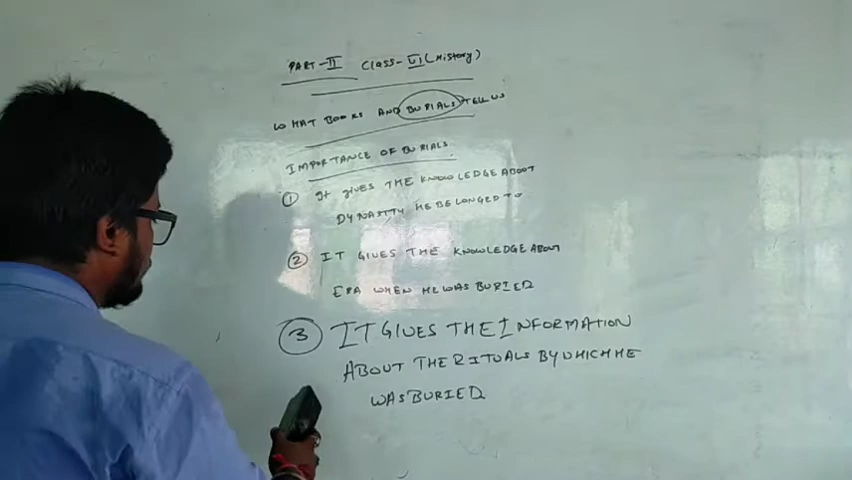 PART-II Class-VI (History)
WHAT BOOKS AND BURIALS TELL US
IMPORTANCE OF BURIALS
① It gIVES THE KNOWLEDGE ABOUT
DYNASTTY HE BELONGED TO
② IT GIVES THE KNOWLEDGE ABOUT
ERA WHEN HE WAS BURIED
③ IT GIVES THE INFORMATION
ABOUT THE RITUALS BY WHICH HE
WAS BURIED